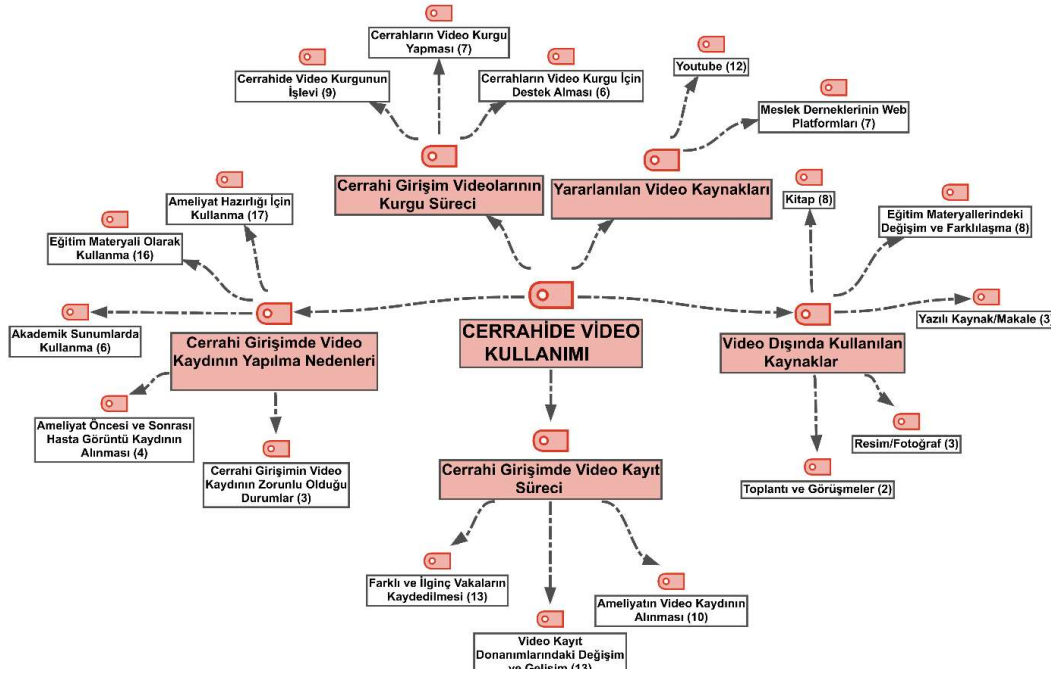 Cerrahların Video Kurgu
Yapması (7)
Cerrahide Video Kurgunun
İşlevi (9)
Cerrahların Video Kurgu İçin
Destek Alması (6)
Youtube (12)
Meslek Derneklerinin Web
Platformları (7)
Cerrahi Girişim Videolarının
Kurgu Süreci
Yararlanılan Video Kaynakları
Ameliyat Hazırlığı İçin
Kullanma (17)
Eğitim Materyali Olarak
Kullanma (16)
Akademik Sunumlarda
Kullanma (6)
Cerrahi Girişimde Video
Kaydının Yapılma Nedenleri
Ameliyat Öncesi ve Sonrası
Hasta Görüntü Kaydının
Alınması (4)
Cerrahi Girişimin Video
Kaydının Zorunlu Olduğu
Durumlar (3)
CERRAHİDE VİDEO
KULLANIMI
Kitap (8)
Eğitim Materyallerindeki
Değişim ve Farklılaşma (8)
Yazılı Kaynak/Makale (3)
Video Dışında Kullanılan
Kaynaklar
Resim/Fotoğraf (3)
Toplantı ve Görüşmeler (2)
Cerrahi Girişimde Video Kayıt
Süreci
Farklı ve İlginç Vakaların
Kaydedilmesi (13)
Video Kayıt
Donanımlarındaki Değişim
ve Gelişim (13)
Ameliyatın Video Kaydının
Alınması (10)